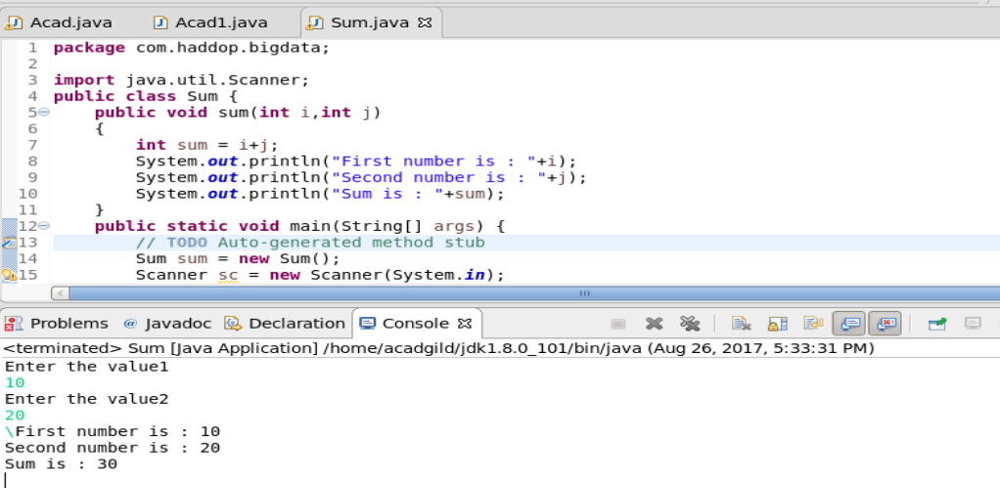 Acad.java Acad1.java Sum.java
1 package com.haddop.bigdata;
2
3 import java.util.Scanner;
4 public class Sum {
5 public void sum(int i,int j)
6 {
7 int sum = i+j;
8 System.out.println("First number is : "+i);
9 System.out.println("Second number is : "+j);
10 System.out.println("Sum is : "+sum);
11 }
12 public static void main(String[] args) {
13 // TODO Auto-generated method stub
14 Sum sum = new Sum();
15 Scanner sc = new Scanner(System.in);
Problems @ Javadoc Declaration Console
<terminated> Sum [Java Application] /home/acadgild/jdk1.8.0_101/bin/java (Aug 26, 2017, 5:33:31 PM)
Enter the value1
10
Enter the value2
20
\First number is : 10
Second number is : 20
Sum is : 30